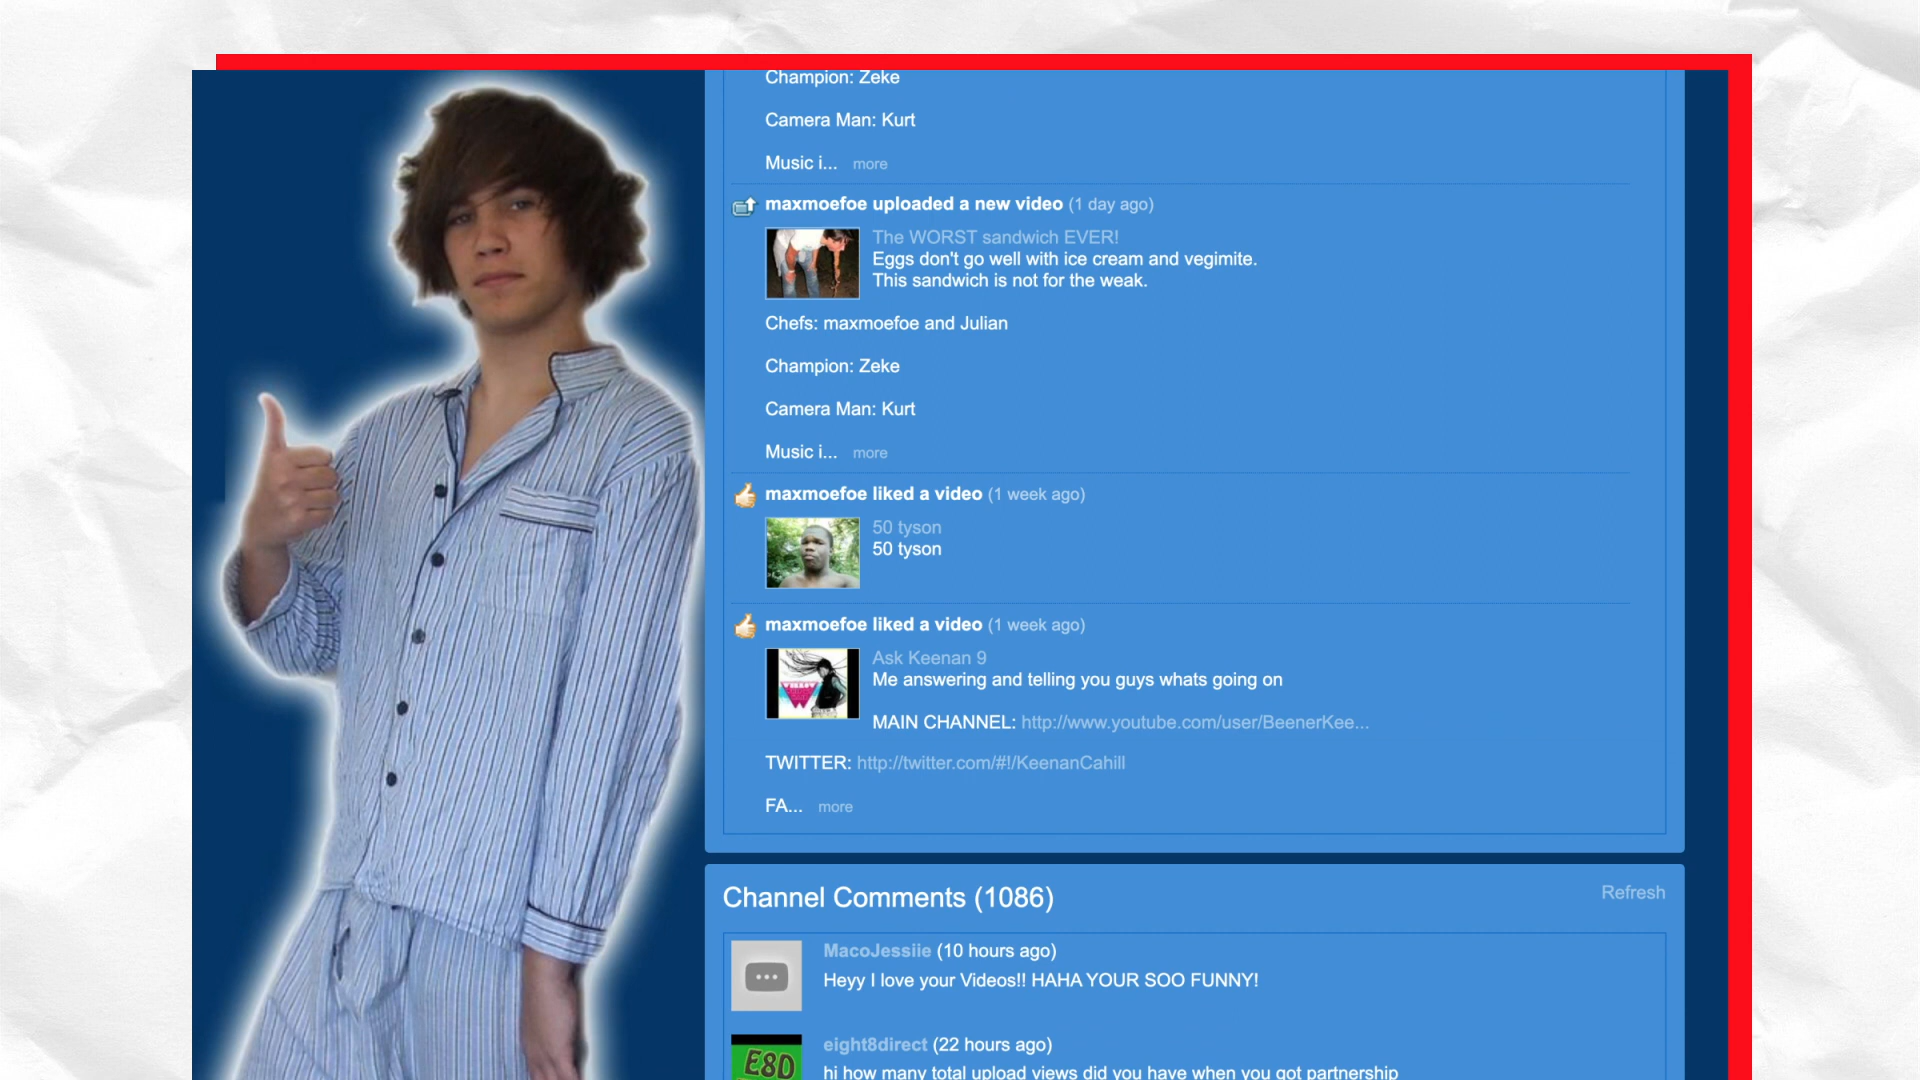 Champion: Zeke
Camera Man: Kurt
Music i... more
maxmoefoe uploaded a new video (1 day ago)
The WORST sandwich EVER!
Eggs don't go well with ice cream and vegimite.
This sandwich is not for the weak.
Chefs: maxmoefoe and Julian
Champion: Zeke
Camera Man: Kurt
Music i... more
maxmoefoe liked a video (1 week ago)
50 tyson
50 tyson
maxmoefoe liked a video (1 week ago)
Ask Keenan 9
Me answering and telling you guys whats going on
MAIN CHANNEL: http://www.youtube.com/user/BeenerKee...
TWITTER: http://twitter.com/#!/KeenanCahill
FA... more
Channel Comments (1086)
Refresh
MacoJessiie (10 hours ago)
Heyy I love your Videos!! HAHA YOUR SOO FUNNY!
E8D
eight8direct (22 hours ago)
hi how many total upload views did you have when you got partnership